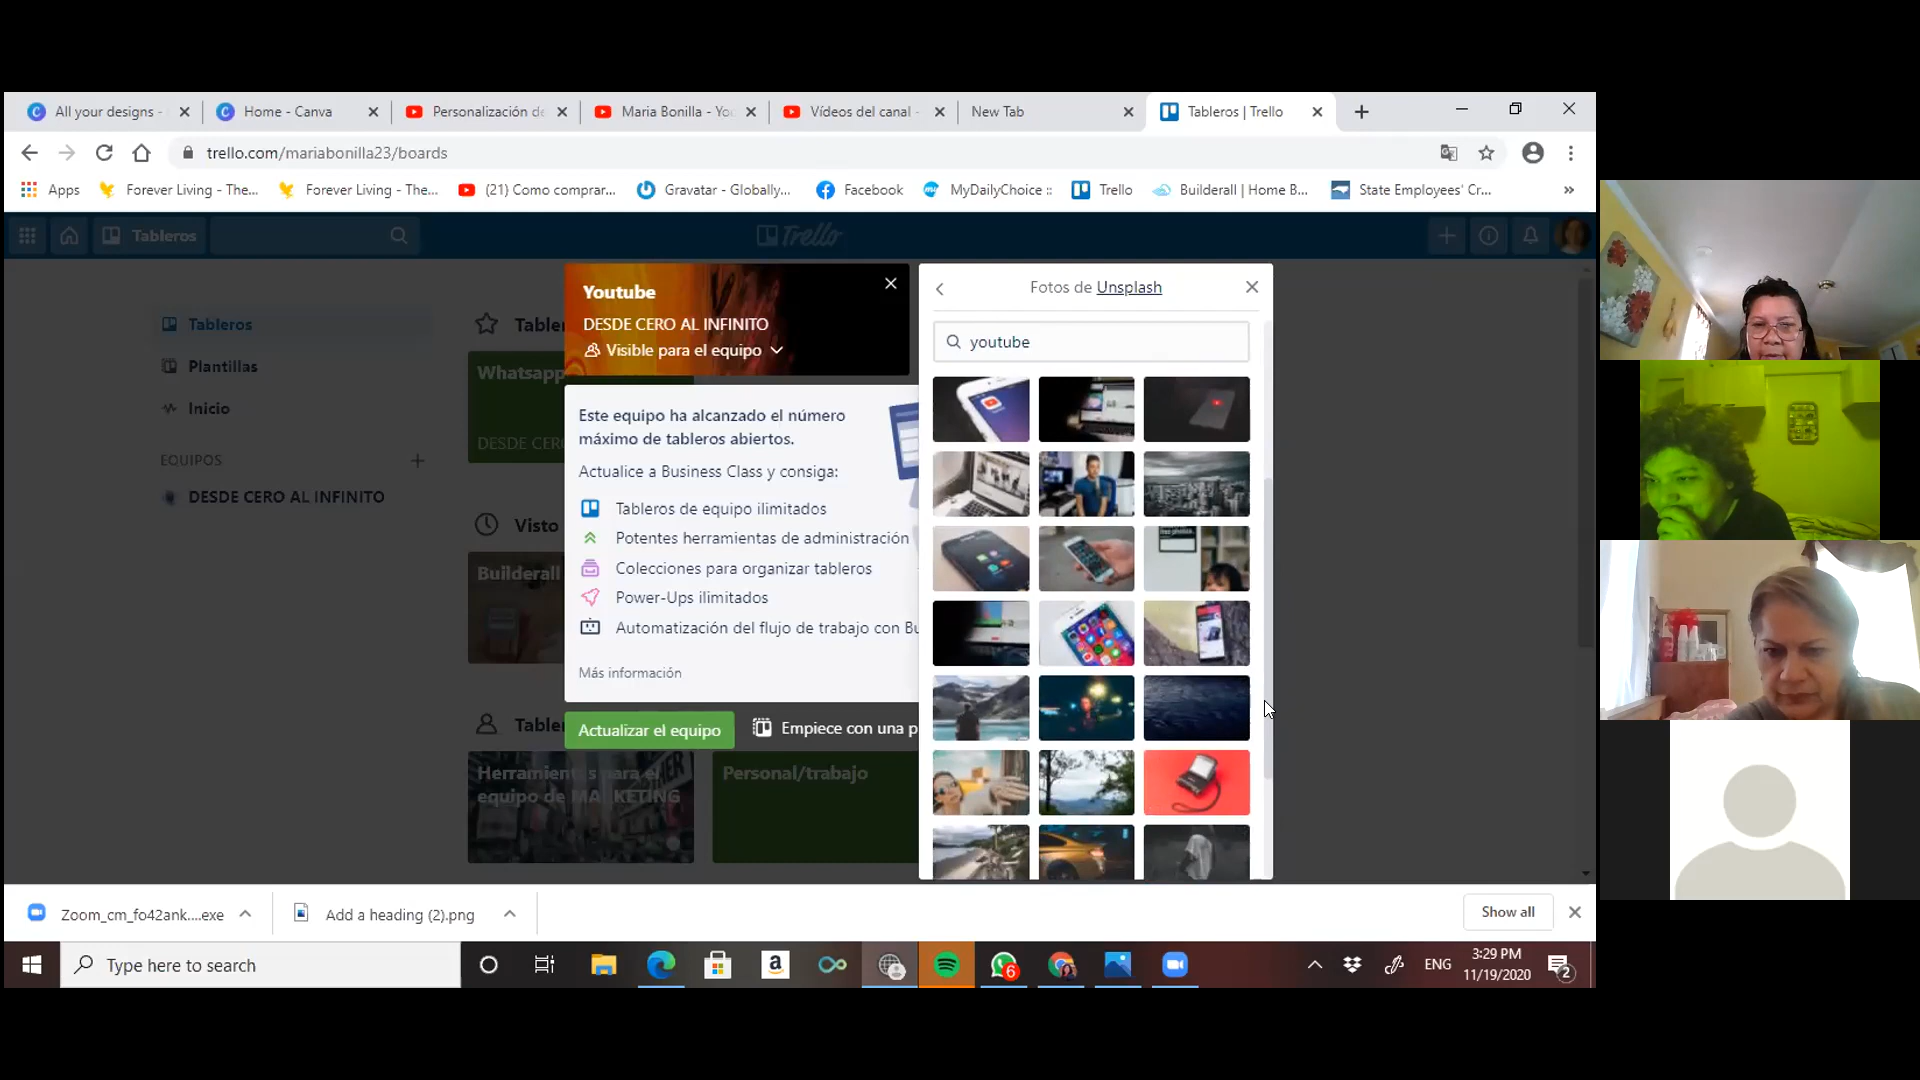 All your designs -
Home - Canva
Personalización de
Maria Bonilla - You
Vídeos del canal -
New Tab
Tableros | Trello
trello.com/mariabonilla23/boards
Apps
Forever Living - The...
Forever Living - The...
(21) Como comprar...
Gravatar - Globally...
Facebook
MyDailyChoice ::
Trello
Builderall | Home B...
State Employees' Cr...
»
Tableros
Trello
Tableros
Plantillas
Inicio
EQUIPOS
DESDE CERO AL INFINITO
Whatsapp
Visto
Builderall
Herramientas para el
equipo de MARKETING
Personal/trabajo
Youtube
DESDE CERO AL INFINITO
Visible para el equipo
Este equipo ha alcanzado el número
máximo de tableros abiertos.
Actualice a Business Class y consiga:
Tableros de equipo ilimitados
Potentes herramientas de administración
Colecciones para organizar tableros
Power-Ups ilimitados
Automatización del flujo de trabajo con Bu
Más información
Actualizar el equipo
Empiece con una p
Fotos de Unsplash
youtube
Zoom_cm_fo42ank....exe
Add a heading (2).png
Show all
Type here to search
a
6
ENG
3:29 PM
11/19/2020
2